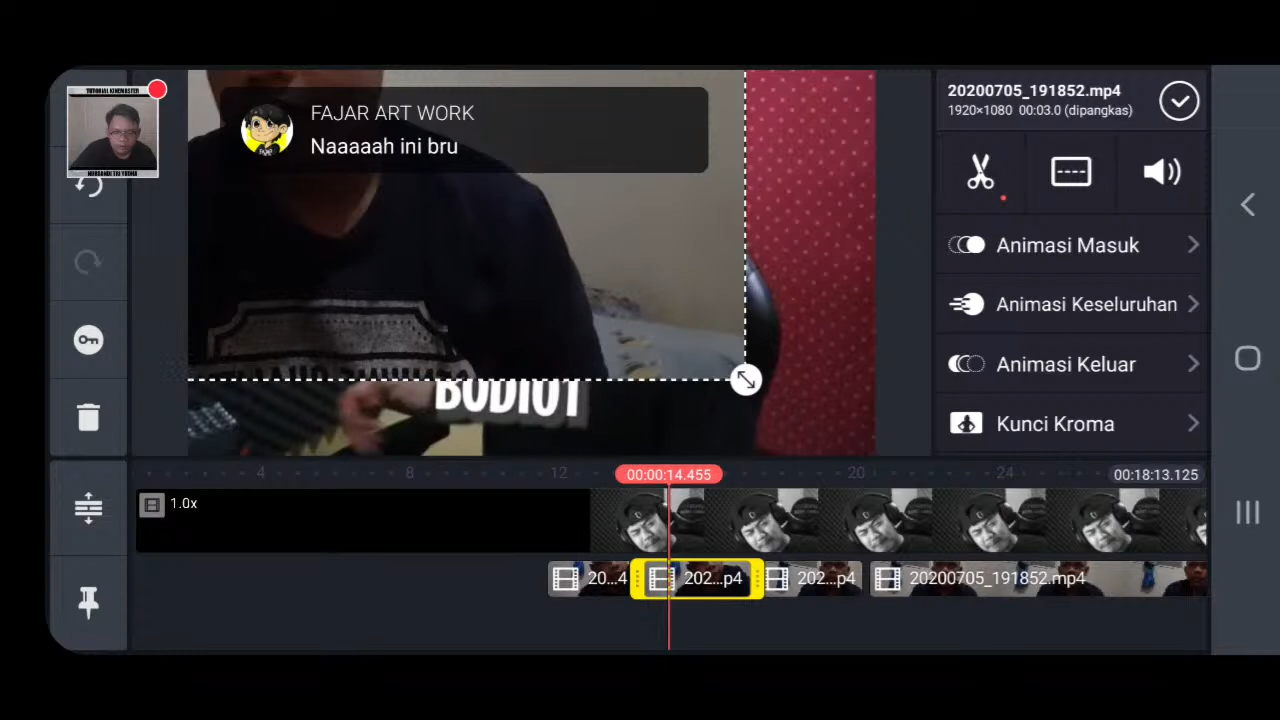 TUTORIAL KINEMASTER
FAJAR ART WORK
Naaaaah ini bru
BUDIOT
20200705_191852.mp4
1920×1080 00:03.0 (dipangkas)
Animasi Masuk
Animasi Keseluruhan
Animasi Keluar
Kunci Kroma
4
8
12
00:00:14.455
20
24
00:18:13.125
1.0x
20...4
202...p4
202...p4
20200705_191852.mp4